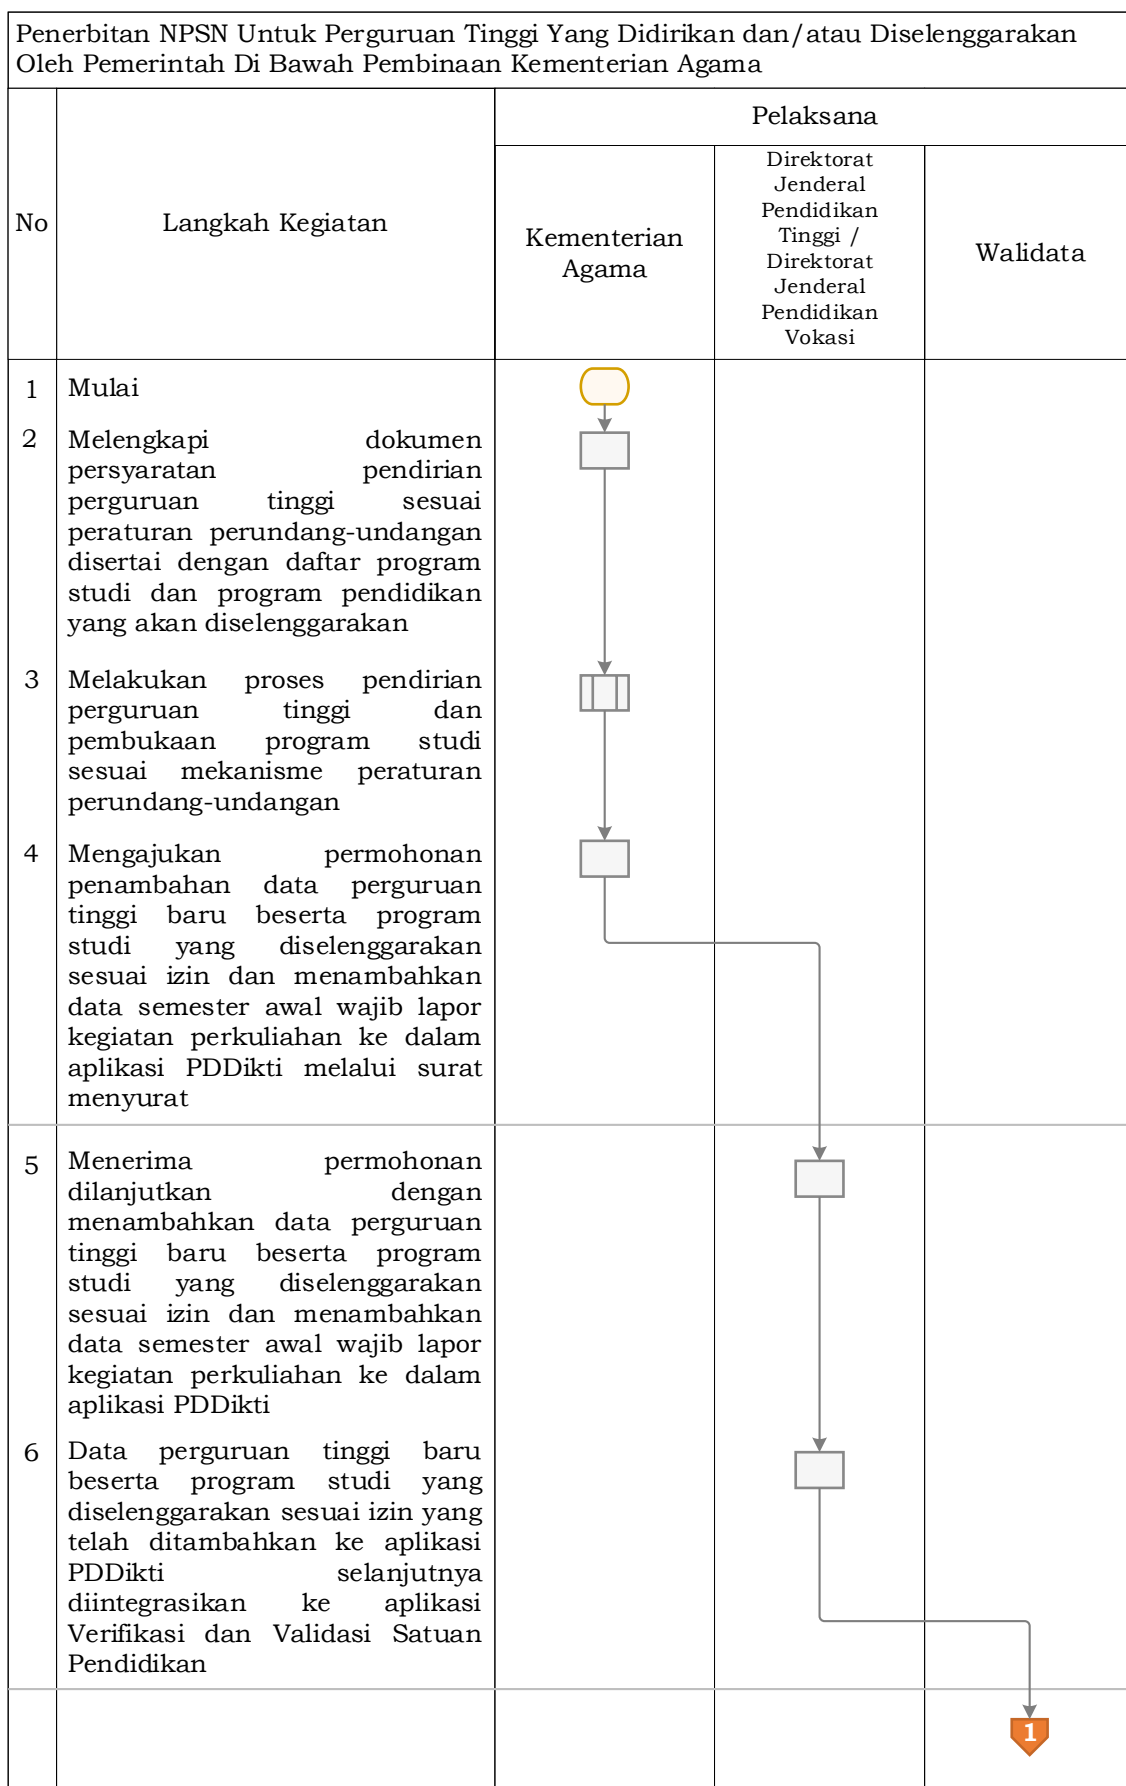 Penerbitan NPSN Untuk Perguruan Tinggi Yang Didirikan dan/atau Diselenggarakan
Oleh Pemerintah Di Bawah Pembinaan Kementerian Agama
No
Langkah Kegiatan
Pelaksana
Kementerian
Agama
Direktorat
Jenderal
Pendidikan
Tinggi /
Direktorat
Jenderal
Pendidikan
Vokasi
Walidata
1 Mulai
2 Melengkapi dokumen
persyaratan pendirian
perguruan tinggi sesuai
peraturan perundang-undangan
disertai dengan daftar program
studi dan program pendidikan
yang akan diselenggarakan
3 Melakukan proses pendirian
perguruan tinggi dan
pembukaan program studi
sesuai mekanisme peraturan
perundang-undangan
4 Mengajukan permohonan
penambahan data perguruan
tinggi baru beserta program
studi yang diselenggarakan
sesuai izin dan menambahkan
data semester awal wajib lapor
kegiatan perkuliahan ke dalam
aplikasi PDDikti melalui surat
menyurat
5 Menerima permohonan
dilanjutkan dengan
menambahkan data perguruan
tinggi baru beserta program
studi yang diselenggarakan
sesuai izin dan menambahkan
data semester awal wajib lapor
kegiatan perkuliahan ke dalam
aplikasi PDDikti
6 Data perguruan tinggi baru
beserta program studi yang
diselenggarakan sesuai izin yang
telah ditambahkan ke aplikasi
PDDikti selanjutnya
diintegrasikan ke aplikasi
Verifikasi dan Validasi Satuan
Pendidikan
1